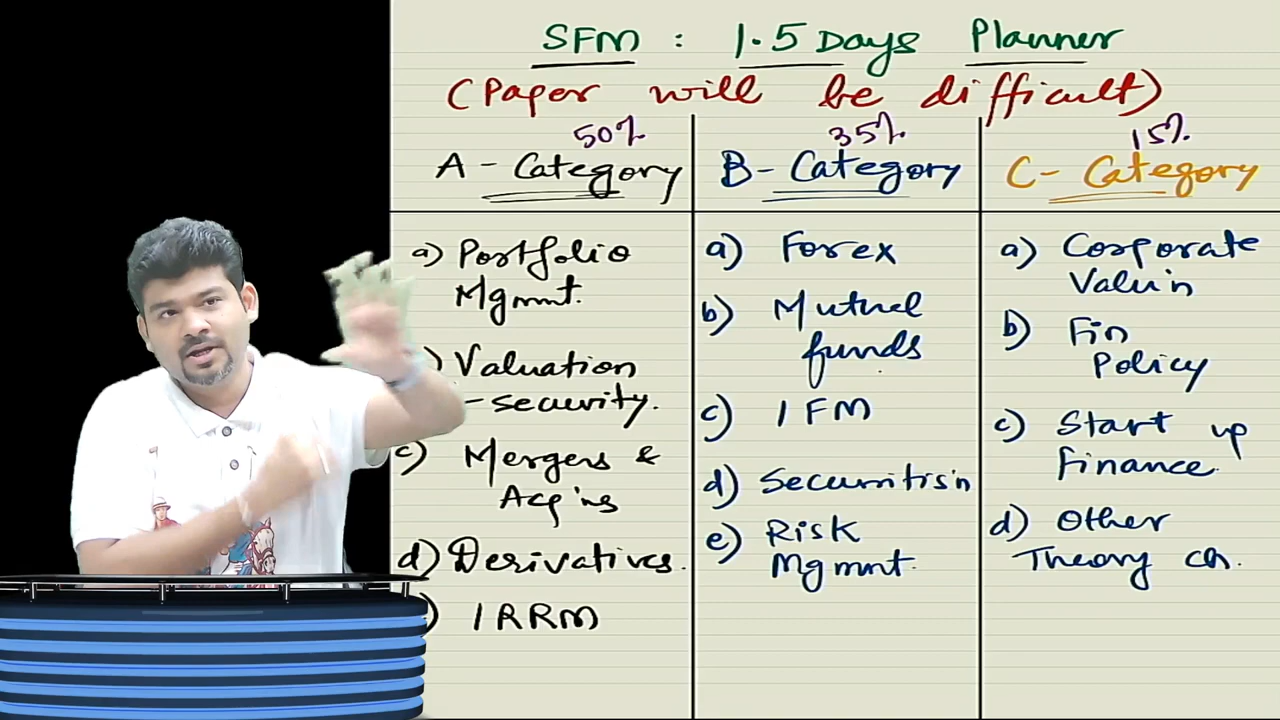 SFM : 1.5 Days Planner
(Paper will be difficult)
50%
A - Category
a) Portfolio
Mgmnt.
) Valuation
- security.
c) Mergers &
Acq'ns
d) Derivatives.
) IRRM
35%
B - Category
a) Forex
b) Mutual
funds
c) IFM
d) Securitis'n
e) Risk
Mgmnt.
15%
C - Category
a) Corporate
Valu'n
b) Fin
Policy
c) Start up
Finance.
d) Other
Theory Ch.